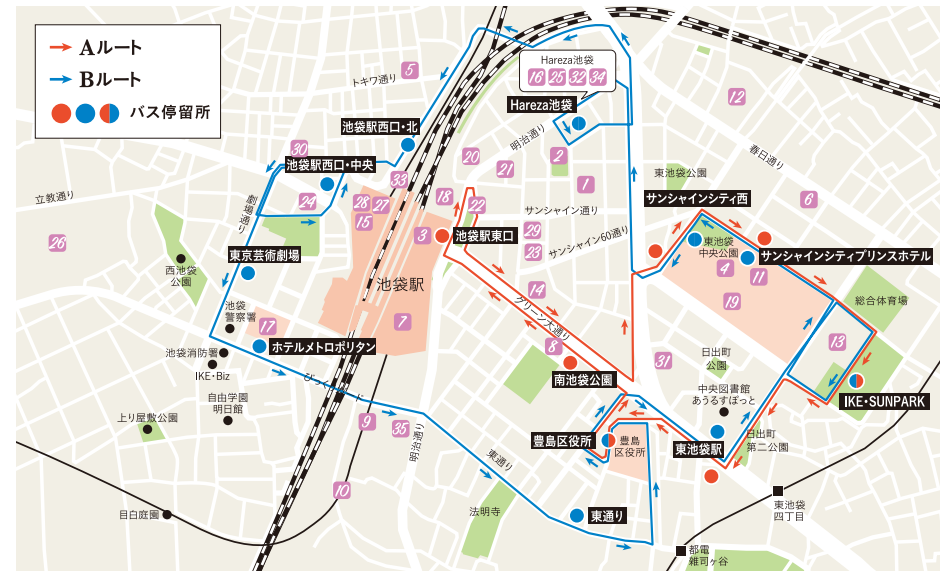 Aルート
Bルート
バス停留所
トキワ通り
5
Hareza池袋
16 25 32 34
Hareza池袋
12
池袋駅西口・北
明治通り
春日通り
30
池袋駅西口・中央
20
21
2
東池袋公園
立教通り
劇場通り
24
33
28 27
15
18
22
1
サンシャイン通り
サンシャインシティ西
6
26
3
池袋駅東口
29
23
サンシャイン60通り
東京芸術劇場
東池袋
中央公園
サンシャインシティプリンスホテル
西池袋
公園
4
11
池袋駅
14
19
総合体育場
池袋
警察署
17
7
グリーン大通り
13
ホテルメトロポリタン
8
31
日出町
公園
池袋消防署
IKE・Biz
南池袋公園
中央図書館
あうるすぽっと
IKE・SUNPARK
自由学園
明日館
上り屋敷公園
9
35
明治通り
豊島区役所
豊島
区役所
東池袋駅
日出町
第二公園
東通り
10
目白庭園
法明寺
東通り
東池袋
四丁目
都電
雑司ヶ谷